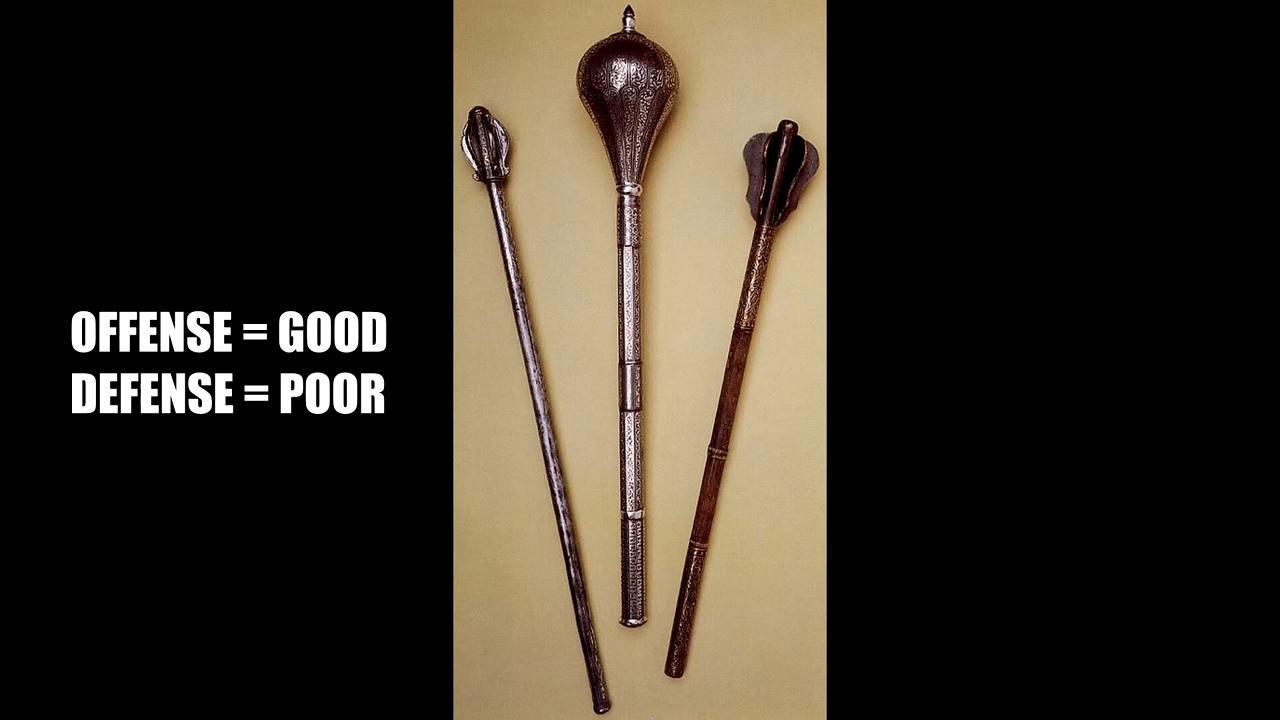 OFFENSE = GOOD
DEFENSE = POOR